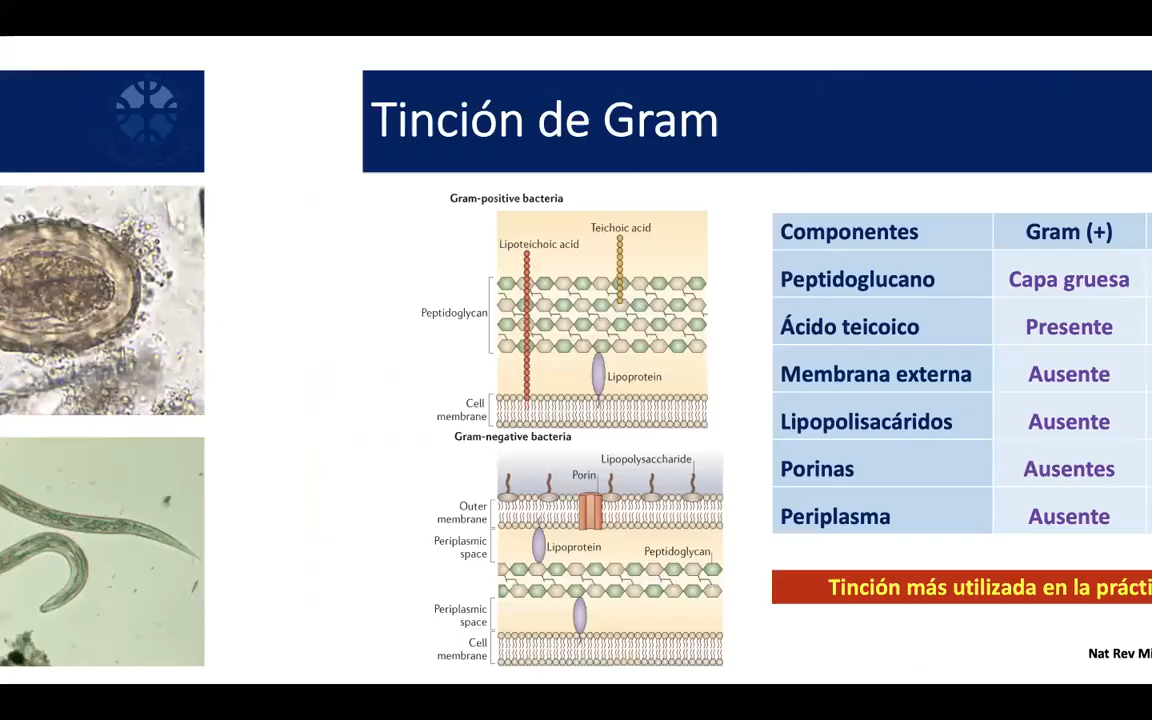 Tinción de Gram
Gram-positive bacteria
Teichoic acid
Lipoteichoic acid
Peptidoglycan
Lipoprotein
Cell
membrane
Gram-negative bacteria
Lipopolysaccharide
Porin
Outer
membrane
Periplasmic
space
Lipoprotein
Peptidoglycan
Periplasmic
space
Cell
membrane
Componentes Gram (+)
Peptidoglucano Capa gruesa
Ácido teicoico Presente
Membrana externa Ausente
Lipopolisacáridos Ausente
Porinas Ausentes
Periplasma Ausente
Tinción más utilizada en la prácti
Nat Rev Mi